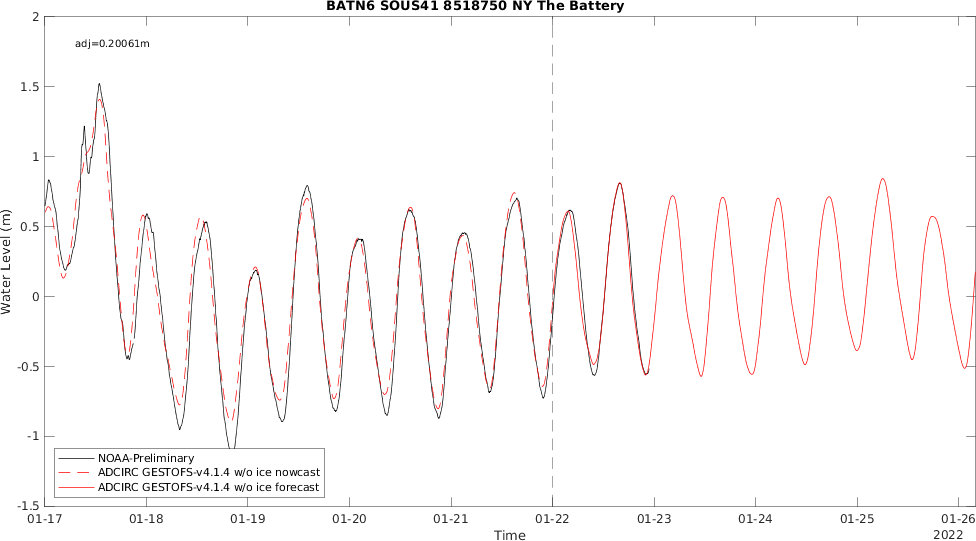 BATN6 SOUS41 8518750 NY The Battery
adj=0.20061m
2
1.5
1
0.5
0
-0.5
-1
-1.5
Water Level (m)
NOAA-Preliminary
ADCIRC GESTOFS-v4.1.4 w/o ice nowcast
ADCIRC GESTOFS-v4.1.4 w/o ice forecast
01-17 01-18 01-19 01-20 01-21 01-22 01-23 01-24 01-25 01-26
Time
2022